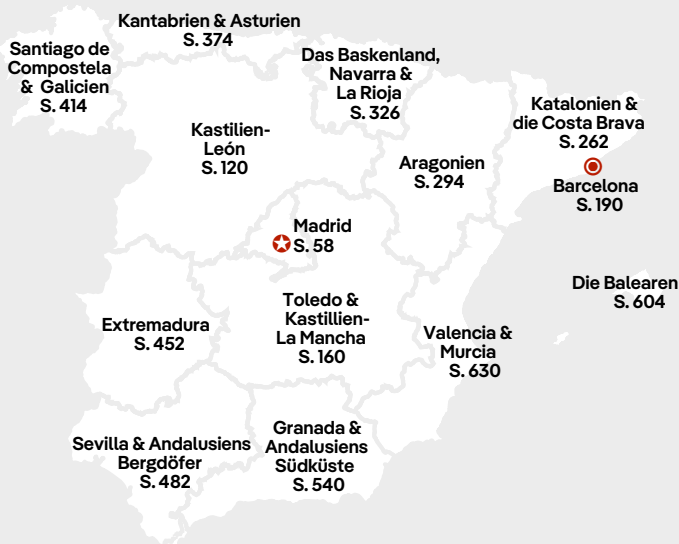 Kantabrien & Asturien
S. 374
Santiago de
Compostela
& Galicien
S. 414
Das Baskenland,
Navarra &
La Rioja
S. 326
Katalonien &
die Costa Brava
S. 262
Kastilien-
León
S. 120
Aragonien
S. 294
Barcelona
S. 190
Madrid
S. 58
Die Balearen
S. 604
Toledo &
Kastillien-
La Mancha
S. 160
Extremadura
S. 452
Valencia &
Murcia
S. 630
Sevilla & Andalusiens
Bergdöfer
S. 482
Granada &
Andalusiens
Südküste
S. 540